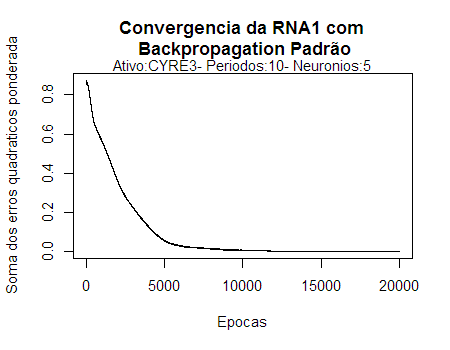 Convergencia da RNA1 com
Backpropagation Padrão
Ativo:CYRE3- Periodos:10- Neuronios:5
Soma dos erros quadraticos ponderada
0.8
0.6
0.4
0.2
0.0
0 5000 10000 15000 20000
Epocas